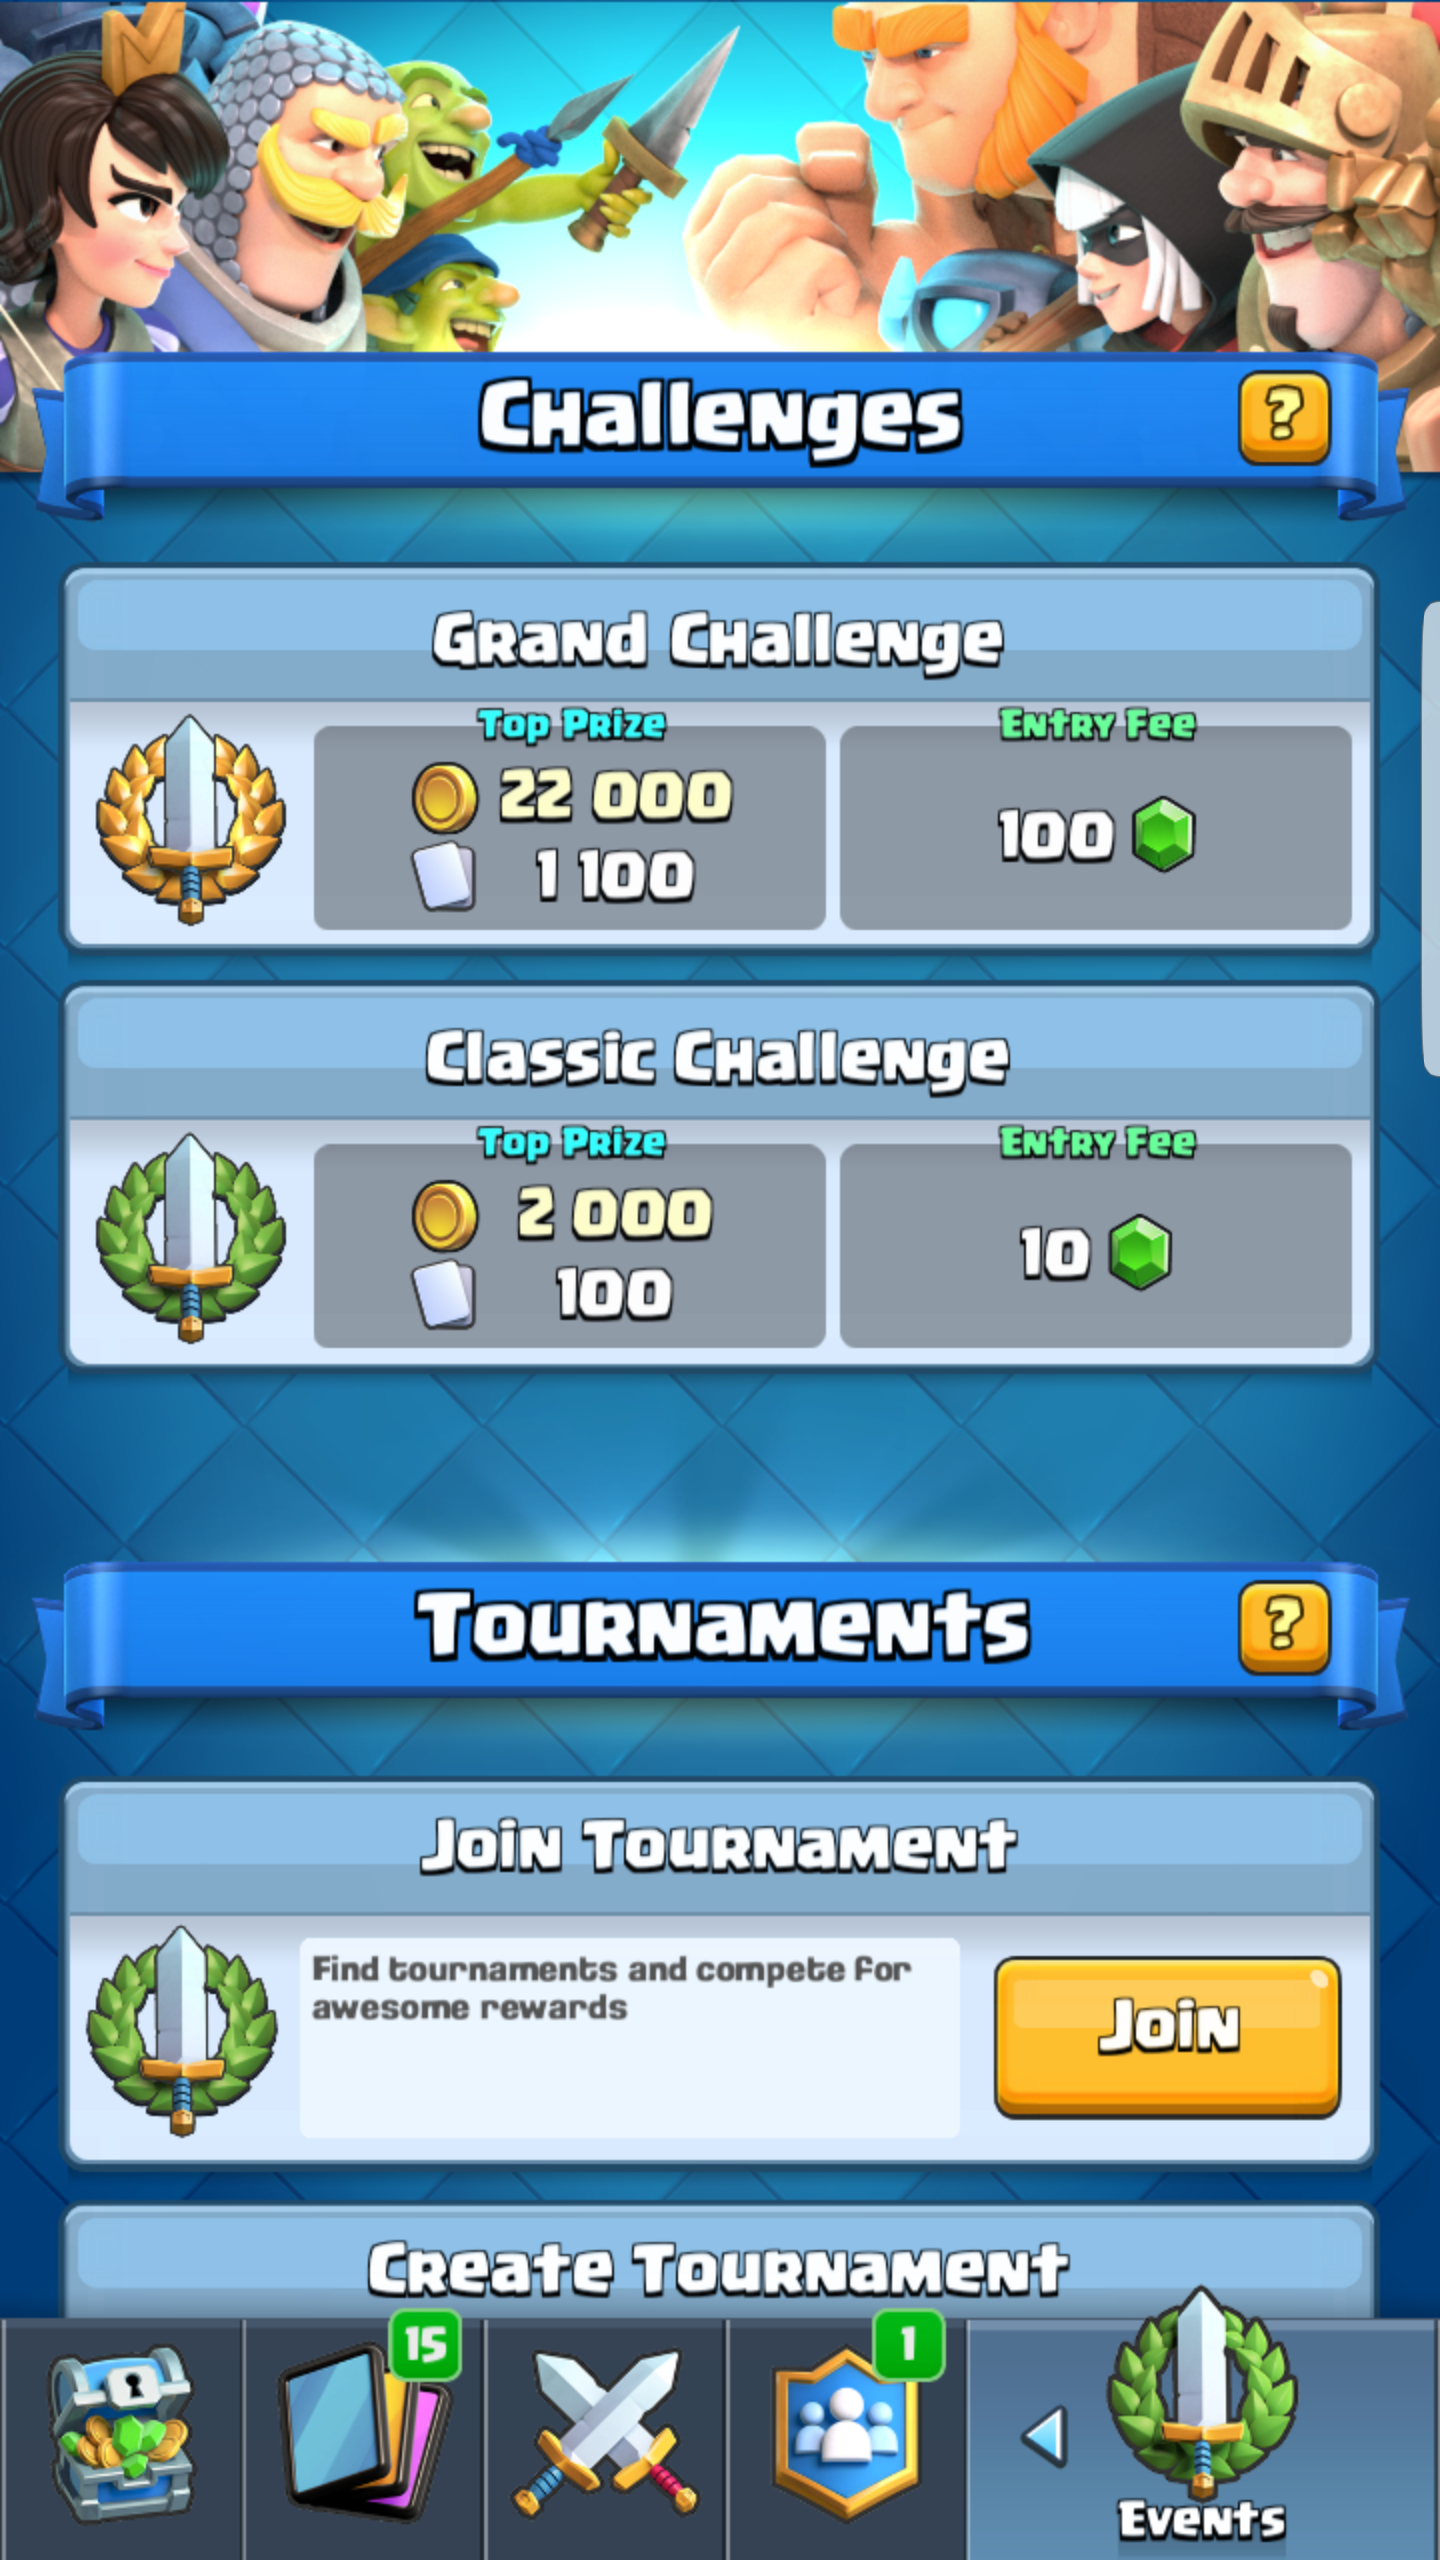 Challenges
?
Grand Challenge
Top Prize
Entry Fee
22 000
100
1 100
Classic Challenge
Top Prize
Entry Fee
2 000
10
100
Tournaments
?
Join Tournament
Find tournaments and compete for
awesome rewards
Join
Create Tournament
15
1
Events